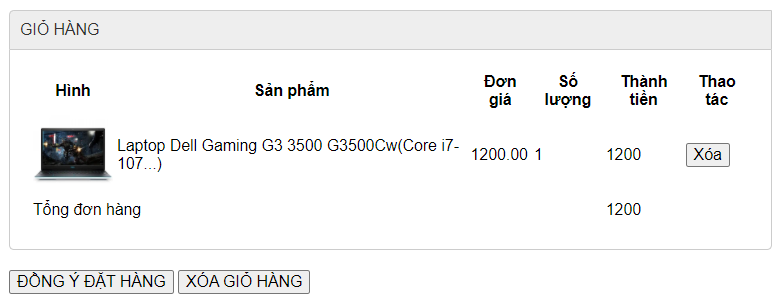 GIỎ HÀNG
Hình Sản phẩm Đơn giá Số lượng Thành tiền Thao tác
Laptop Dell Gaming G3 3500 G3500Cw(Core i7-
107...) 1200.00 1 1200 Xóa
Tổng đơn hàng 1200
ĐỒNG Ý ĐẶT HÀNG XÓA GIỎ HÀNG